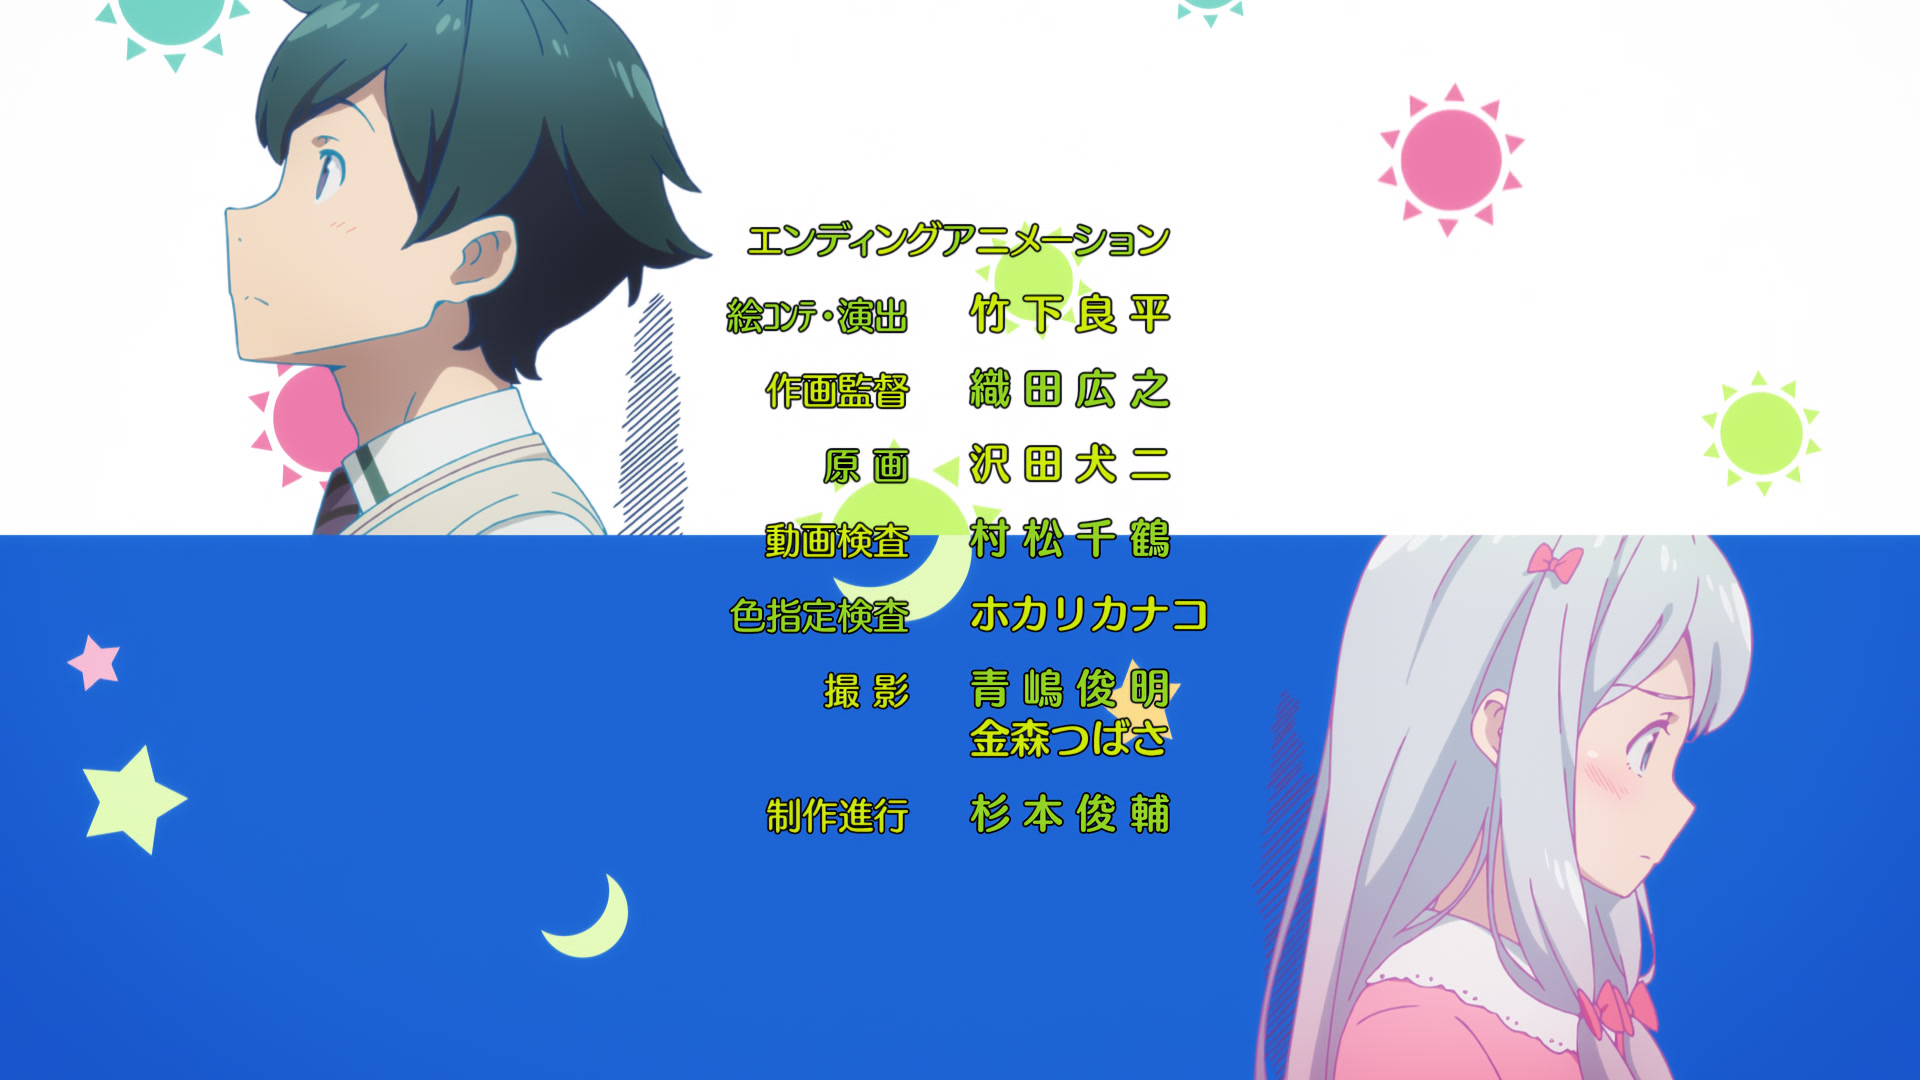 エンディングアニメーション
絵コンテ・演出 竹下良平
作画監督 織田広之
原画 沢田犬二
動画検査 村松千鶴
色指定検査 ホカリカナコ
撮影 青嶋俊明
金森つばさ
制作進行 杉本俊輔